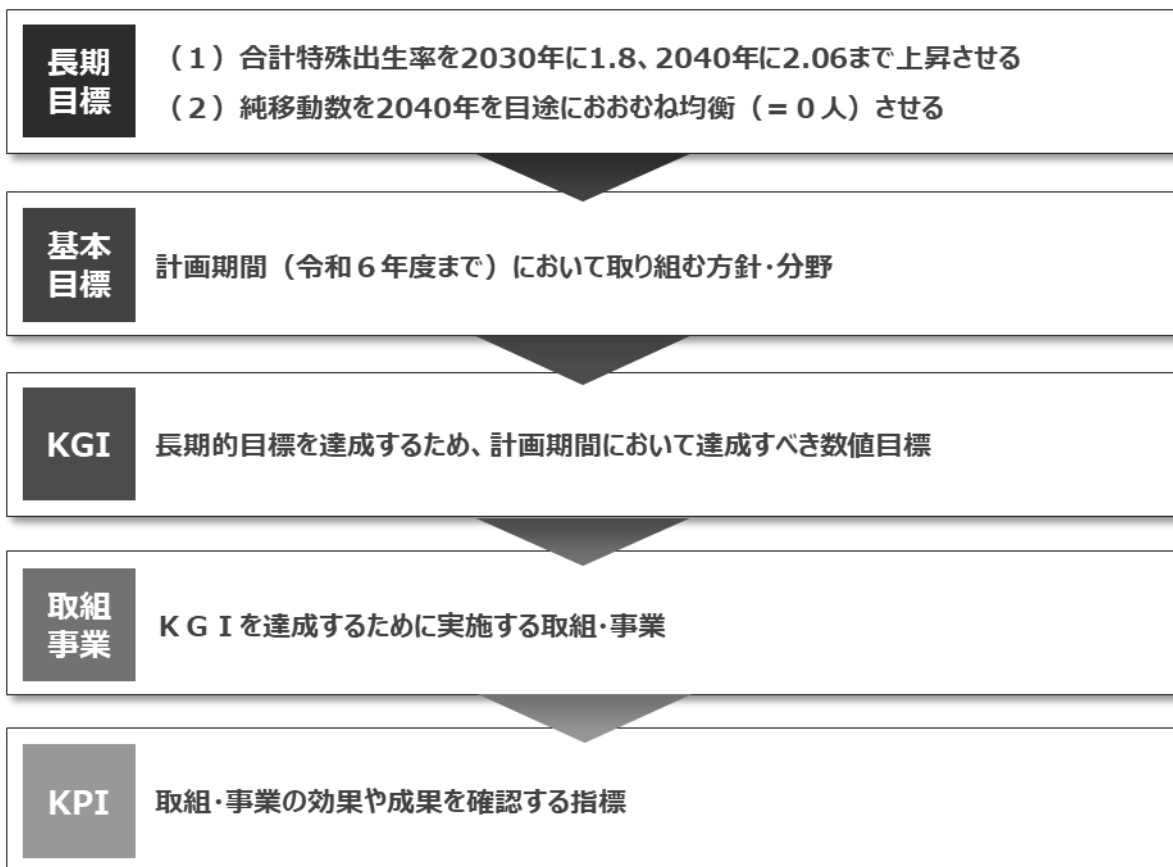 長期
目標
（１）合計特殊出生率を2030年に1.8、2040年に2.06まで上昇させる
（２）純移動数を2040年を目途におおむね均衡（＝０人）させる
基本
目標
計画期間（令和６年度まで）において取り組む方針・分野
KGI
長期的目標を達成するため、計画期間において達成すべき数値目標
取組
事業
ＫＧＩを達成するために実施する取組・事業
KPI
取組・事業の効果や成果を確認する指標